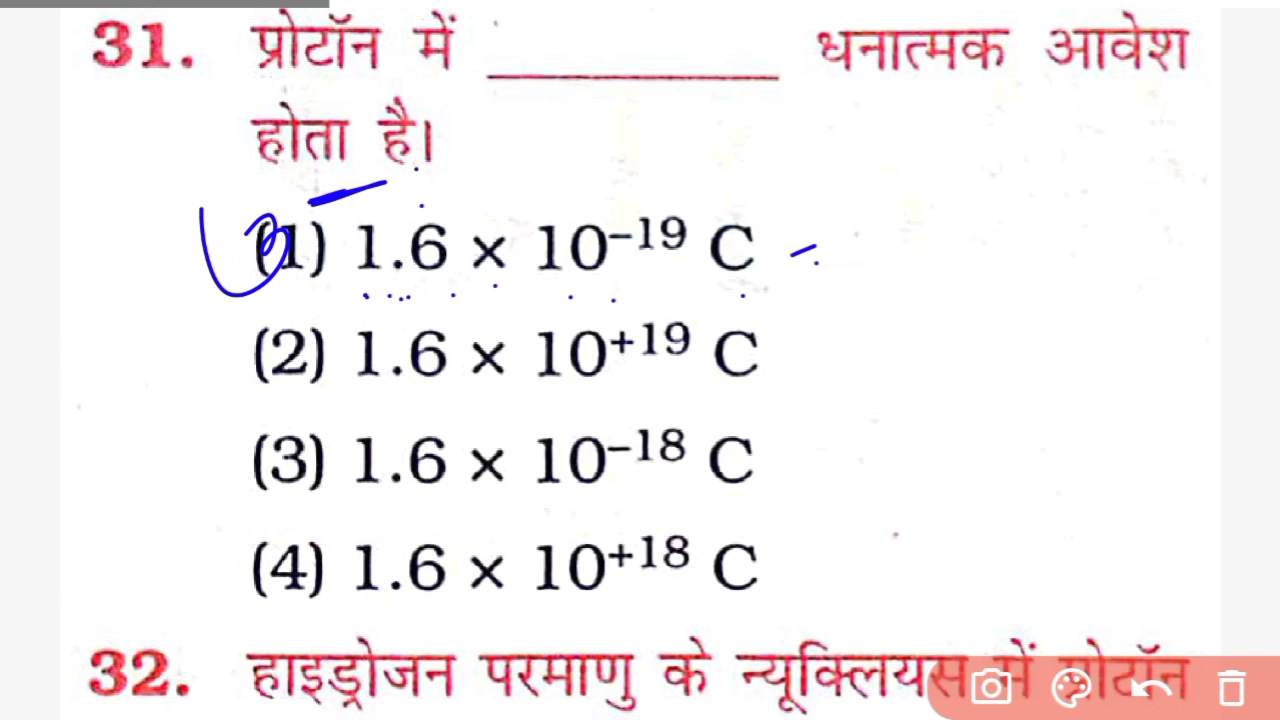 31. प्रोटॉन में ________ धनात्मक आवेश
होता है।
(1) 1.6 × 10⁻¹⁹ C
(2) 1.6 × 10⁺¹⁹ C
(3) 1.6 × 10⁻¹⁸ C
(4) 1.6 × 10⁺¹⁸ C
32. हाइड्रोजन परमाणु के न्यूक्लियस में प्रोटॉन